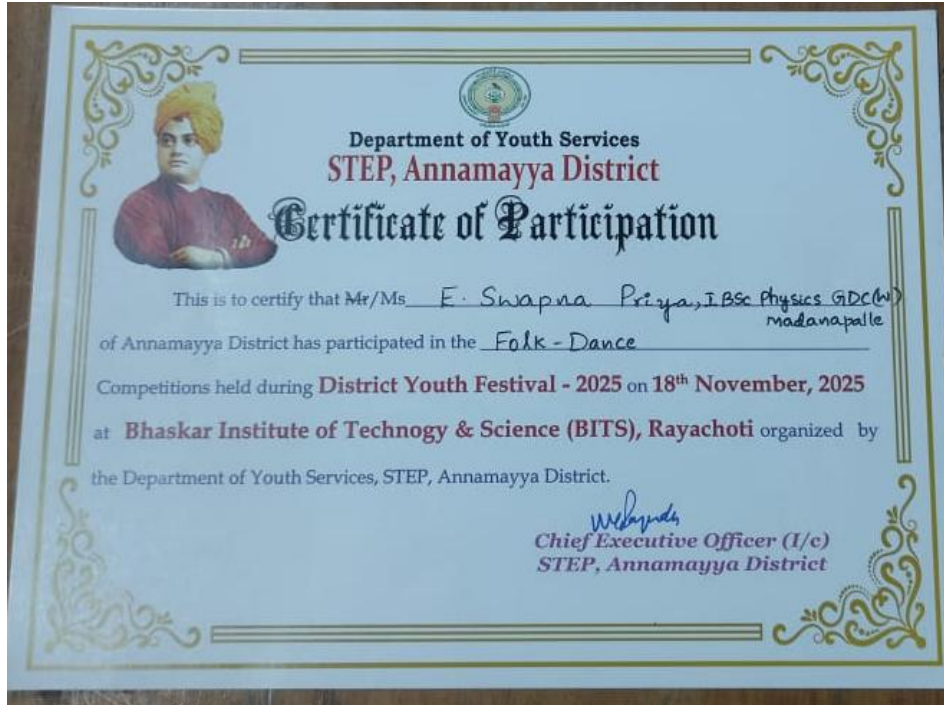 Department of Youth Services
STEP, Annamayya District
Certificate of Participation
This is to certify that Mr/Ms E. Swapna Priya, I BSc Physics GDC(W)
madanapalle
of Annamayya District has participated in the Folk-Dance
Competitions held during District Youth Festival - 2025 on 18th November, 2025
at Bhaskar Institute of Technogy & Science (BITS), Rayachoti organized by
the Department of Youth Services, STEP, Annamayya District.
Chief Executive Officer (I/c)
STEP, Annamayya District